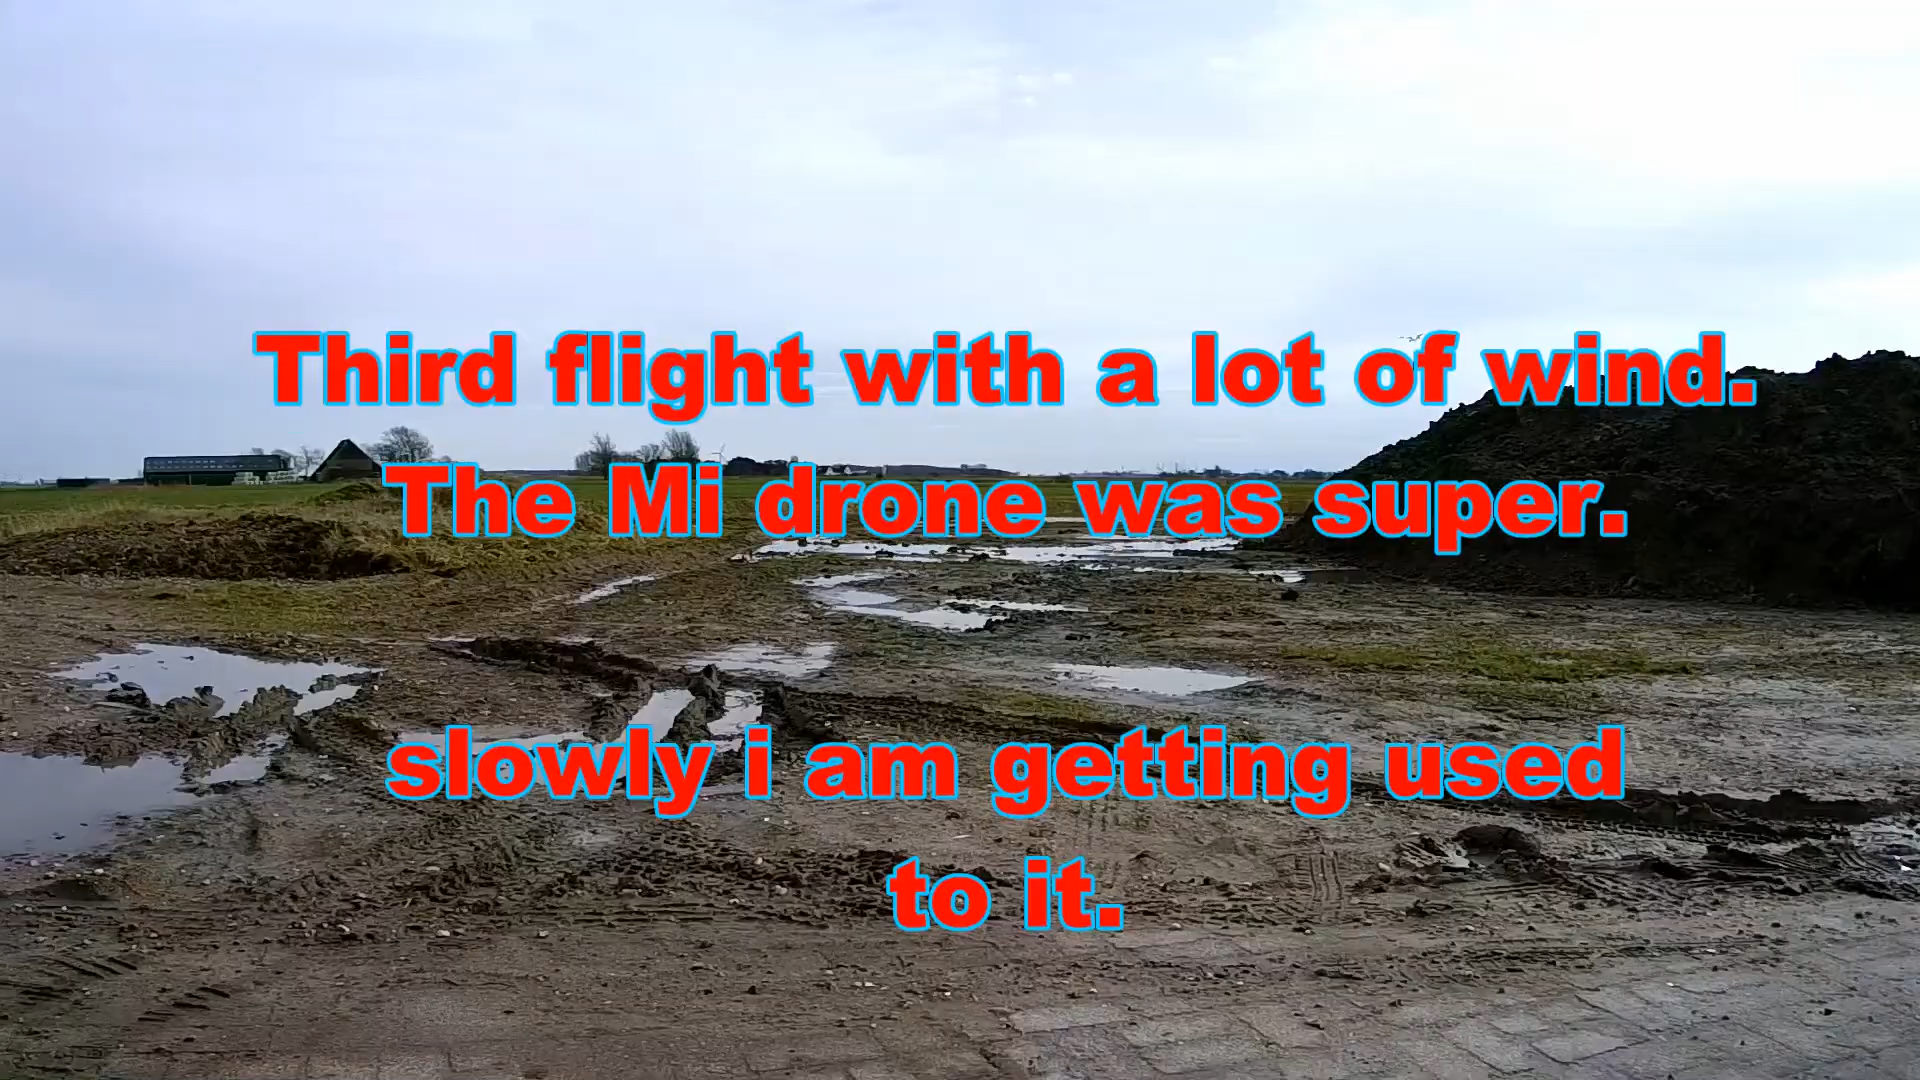 Third flight with a lot of wind.
The Mi drone was super.
slowly i am getting used
to it.